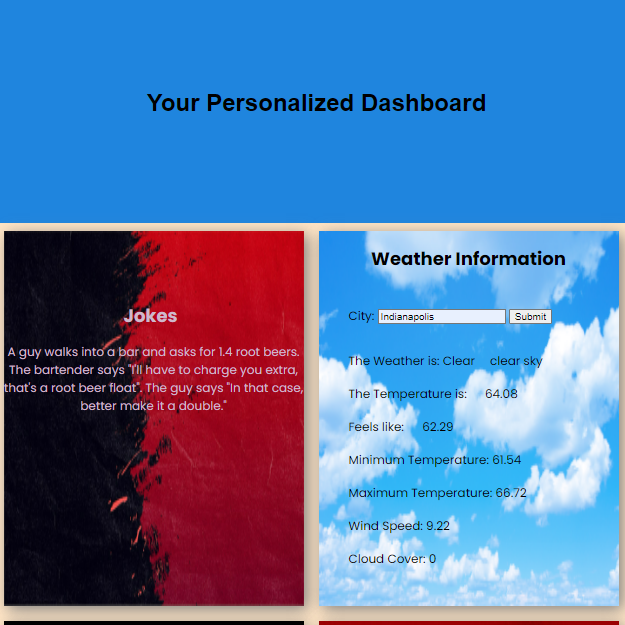 Your Personalized Dashboard
Jokes
A guy walks into a bar and asks for 1.4 root beers.
The bartender says "I'll have to charge you extra,
that's a root beer float". The guy says "In that case,
better make it a double."
Weather Information
City: Indianapolis Submit
The Weather is: Clear clear sky
The Temperature is: 64.08
Feels like: 62.29
Minimum Temperature: 61.54
Maximum Temperature: 66.72
Wind Speed: 9.22
Cloud Cover: 0